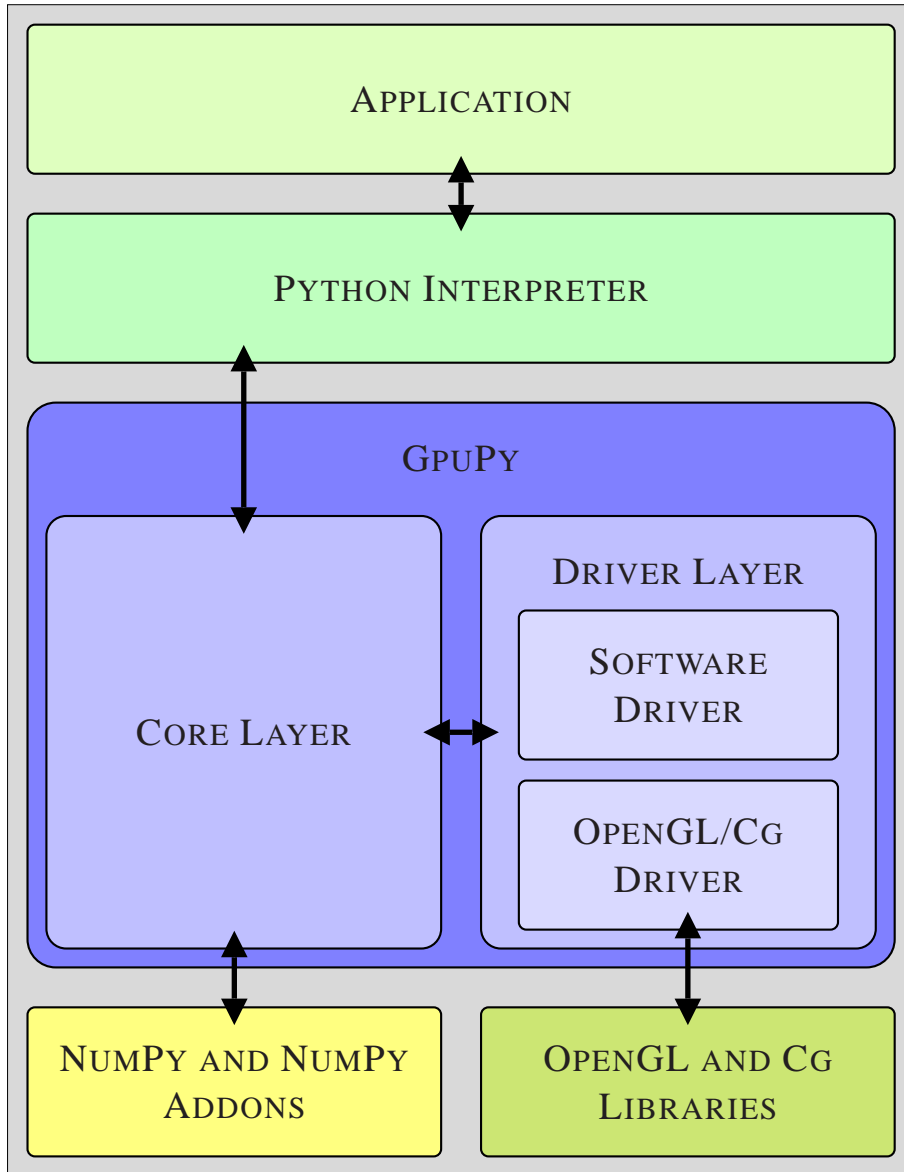 APPLICATION
PYTHON INTERPRETER
GPUPY
CORE LAYER
DRIVER LAYER
SOFTWARE
DRIVER
OPENGL/CG
DRIVER
NUMPY AND NUMPY
ADDONS
OPENGL AND CG
LIBRARIES